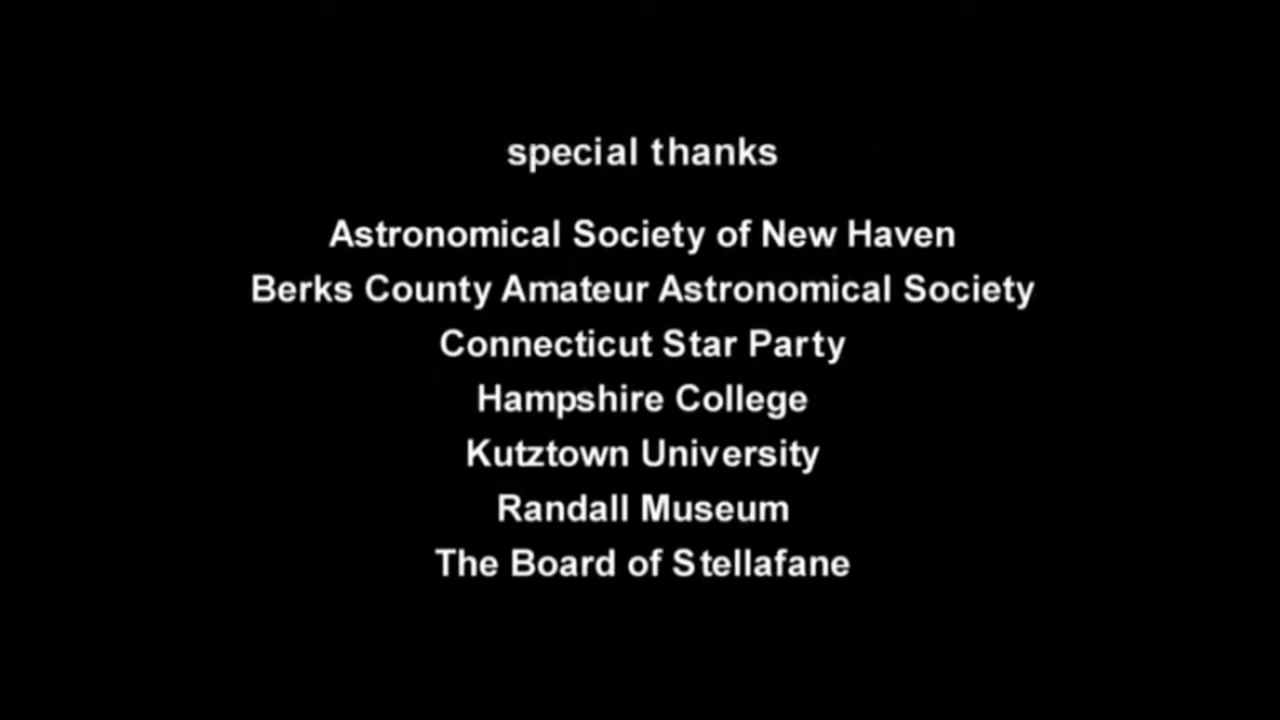 special thanks
Astronomical Society of New Haven
Berks County Amateur Astronomical Society
Connecticut Star Party
Hampshire College
Kutztown University
Randall Museum
The Board of Stellafane